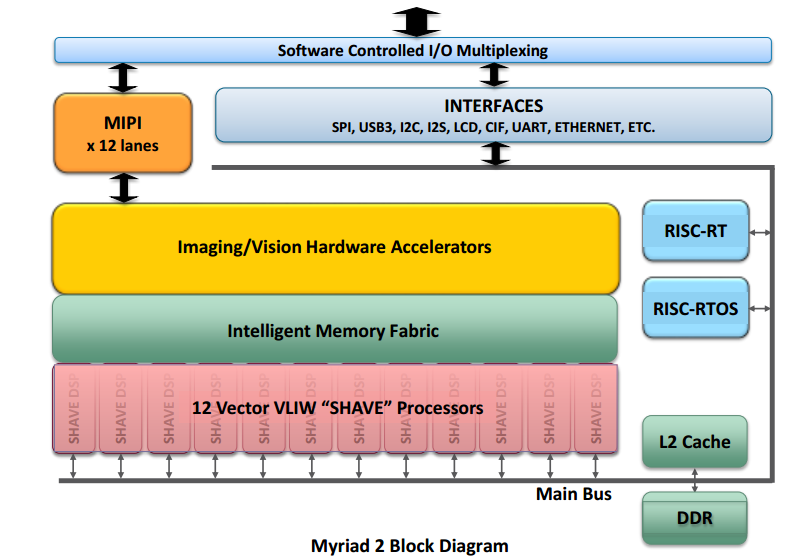 Software Controlled I/O Multiplexing
MIPI
x 12 lanes
INTERFACES
SPI, USB3, I2C, I2S, LCD, CIF, UART, ETHERNET, ETC.
Imaging/Vision Hardware Accelerators
RISC-RT
RISC-RTOS
Intelligent Memory Fabric
SHAVE DSP
SHAVE DSP
SHAVE DSP
SHAVE DSP
SHAVE DSP
SHAVE DSP
SHAVE DSP
SHAVE DSP
SHAVE DSP
SHAVE DSP
SHAVE DSP
SHAVE DSP
12 Vector VLIW “SHAVE” Processors
L2 Cache
Main Bus
DDR
Myriad 2 Block Diagram